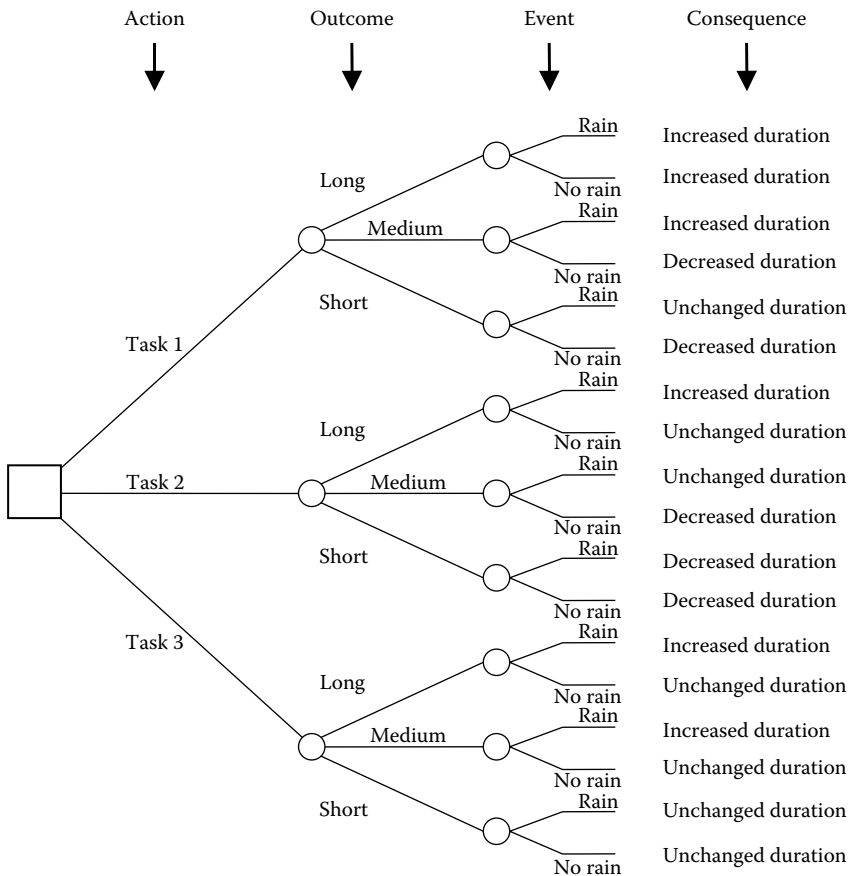 Action Outcome Event Consequence
Rain Increased duration
Long No rain Increased duration
Rain Increased duration
Medium No rain Decreased duration
Rain Unchanged duration
Short No rain Decreased duration
Task 1
Rain Increased duration
Long No rain Unchanged duration
Rain Unchanged duration
Task 2 Medium No rain Decreased duration
Rain Decreased duration
Short No rain Decreased duration
Task 3
Rain Increased duration
Long No rain Unchanged duration
Rain Increased duration
Medium No rain Unchanged duration
Rain Unchanged duration
Short No rain Unchanged duration